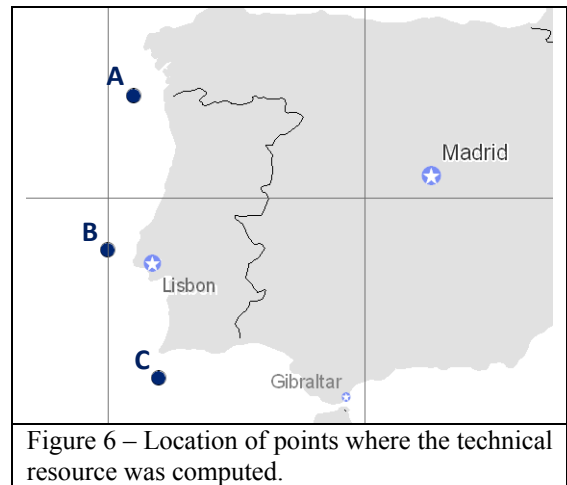 A
Madrid
B
Lisbon
C
Gibraltar
Figure 6 – Location of points where the technical
resource was computed.